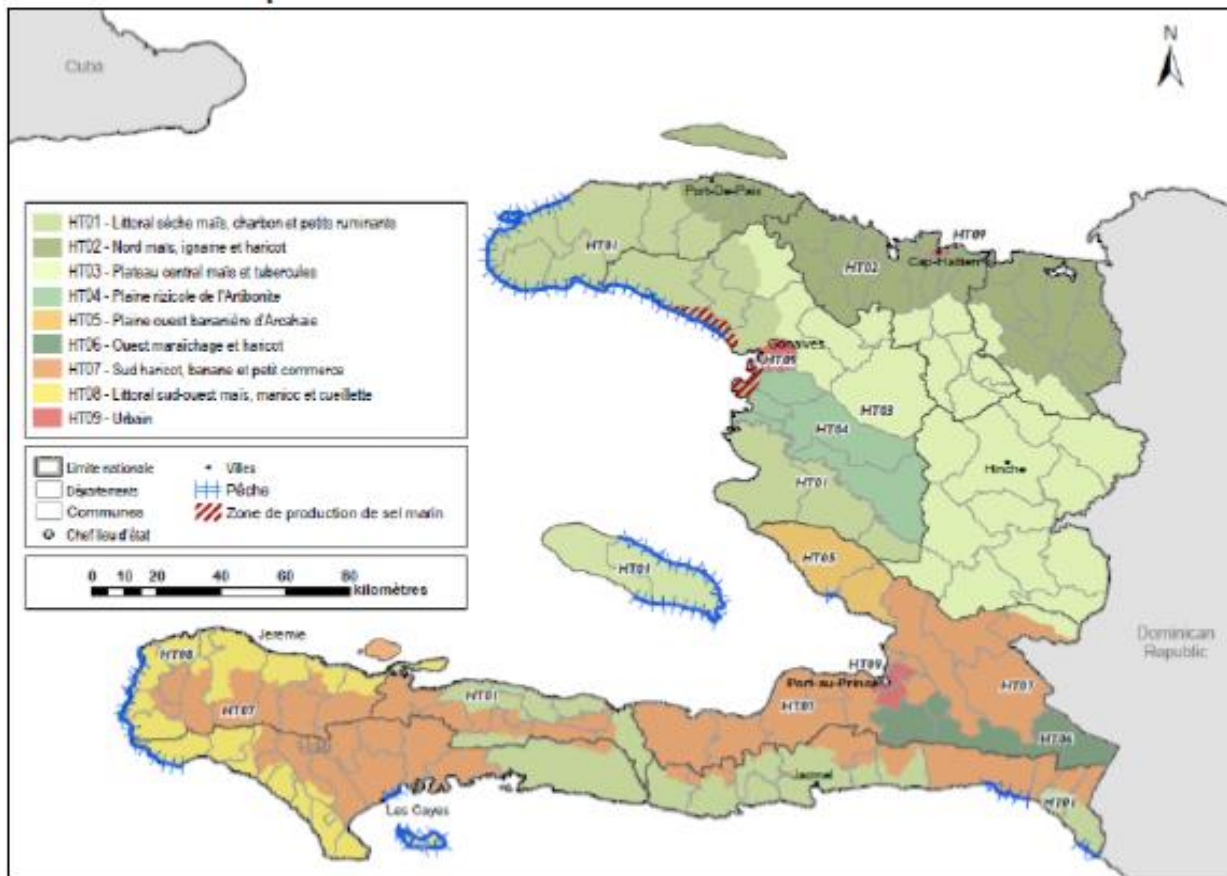 Cuba
N
HT01 - Littoral sèche maïs, charbon et petits ruminants
HT02 - Nord maïs, igname et haricot
HT03 - Plateau central maïs et tubercules
HT04 - Plaine rizicole de l'Artibonite
HT05 - Plaine ouest bananière d'Arcahaie
HT06 - Ouest maraîchage et haricot
HT07 - Sud haricot, banane et petit commerce
HT08 - Littoral sud-ouest maïs, manioc et cueillette
HT09 - Urbain
Limite nationale
Départements
Communes
Chef lieu d'état
Villes
Pêche
Zone de production de sel marin
0 10 20 40 60 80
kilomètres
Port-De-Paix
HT01
HT02
HT09
Cap-Haitien
Gonaives
HT09
HT03
HT04
Hinche
HT01
HT05
HT01
Dominican
Republic
Jeremie
HT08
HT07
HT01
HT09
Port-au-Prince
HT07
HT06
Jacmel
HT01
Les Cayes